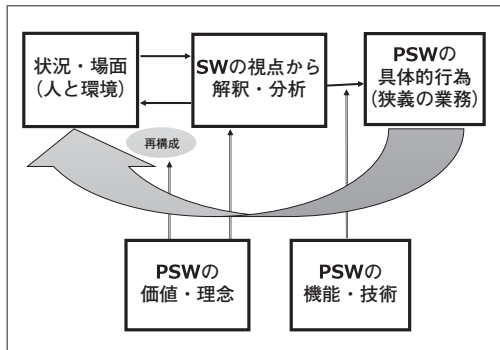 状況・場面
(人と環境)
SWの視点から
解釈・分析
PSWの
具体的行為
(狭義の業務)
再構成
PSWの
価値・理念
PSWの
機能・技術